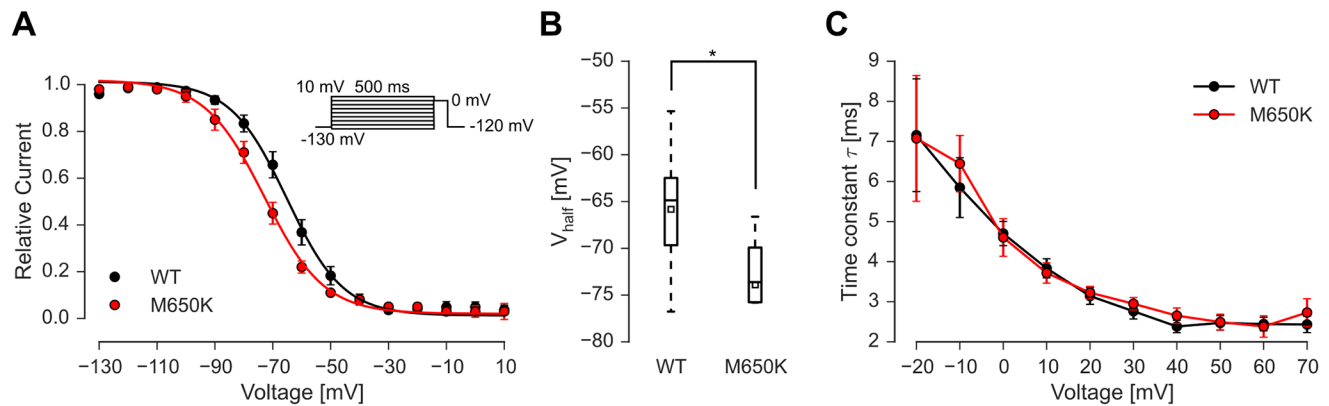 A
Relative Current
1.0
0.8
0.6
0.4
0.2
0.0
10 mV 500 ms
0 mV
-120 mV
-130 mV
WT
M650K
−130 −110 −90 −70 −50 −30 −10 10
Voltage [mV]
B
*
Vhalf [mV]
−50
−55
−60
−65
−70
−75
−80
WT M650K
C
Time constant τ [ms]
9
8
7
6
5
4
3
2
WT
M650K
−20 −10 0 10 20 30 40 50 60 70
Voltage [mV]